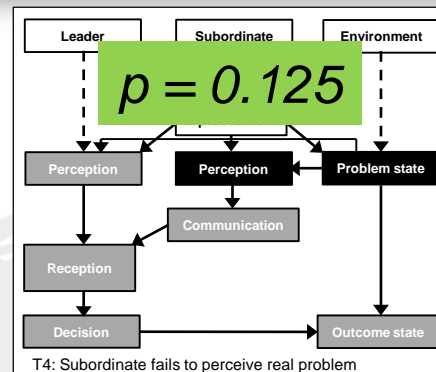 Leader Subordinate Environment
p = 0.125
Perception Perception Problem state
Communication
Reception
Decision Outcome state
T4: Subordinate fails to perceive real problem